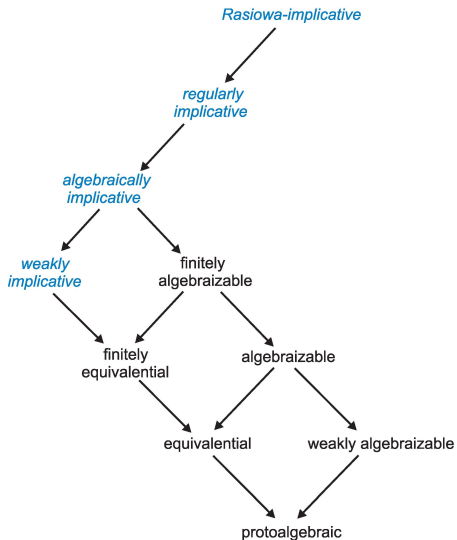 Rasiowa-implicative
regularly
implicative
algebraically
implicative
weakly
implicative
finitely
algebraizable
finitely
equivalential
algebraizable
equivalential
weakly algebraizable
protoalgebraic